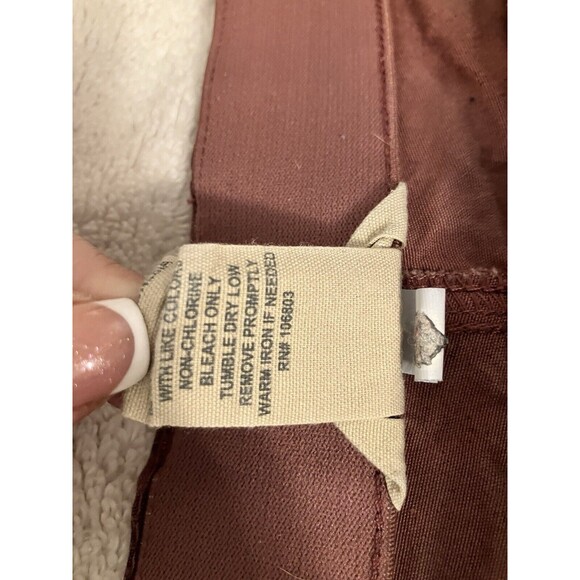 WITH LIKE COLORS
NON-CHLORINE
BLEACH ONLY
TUMBLE DRY LOW
REMOVE PROMPTLY
WARM IRON IF NEEDED
RN# 106803